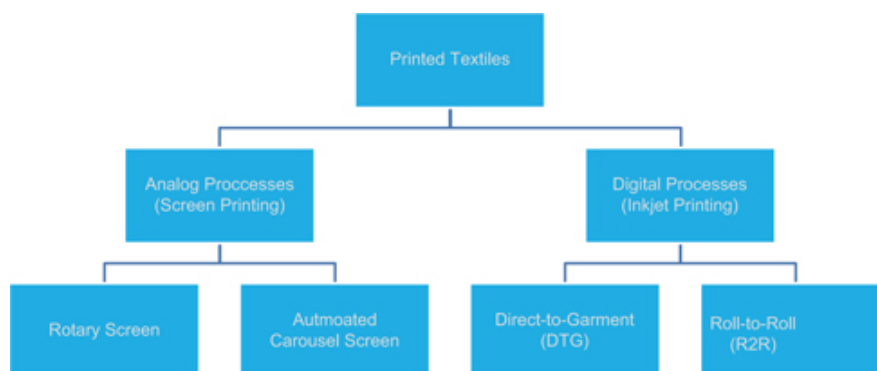 Printed Textiles
Analog Proccesses
(Screen Printing)
Digital Processes
(Inkjet Printing)
Rotary Screen
Autmoated
Carousel Screen
Direct-to-Garment
(DTG)
Roll-to-Roll
(R2R)